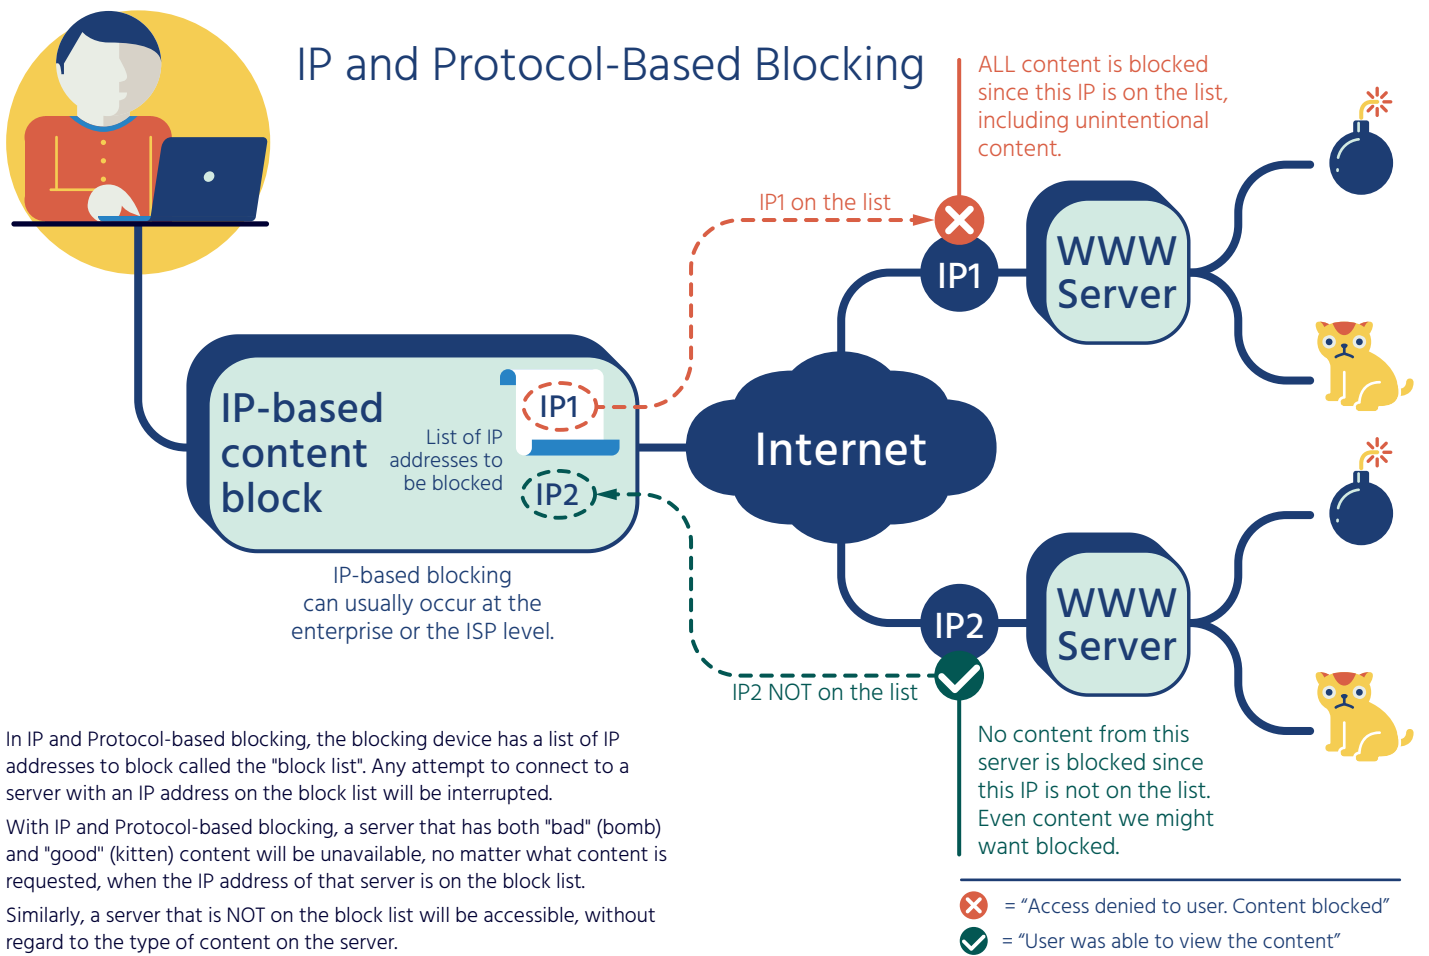 IP and Protocol-Based Blocking
ALL content is blocked
since this IP is on the list,
including unintentional
content.
IP1 on the list
IP1
WWW
Server
IP-based
content
block
List of IP
addresses to
be blocked
IP1
IP2
Internet
IP-based blocking
can usually occur at the
enterprise or the ISP level.
IP2
WWW
Server
IP2 NOT on the list
No content from this
server is blocked since
this IP is not on the list.
Even content we might
want blocked.
In IP and Protocol-based blocking, the blocking device has a list of IP
addresses to block called the "block list". Any attempt to connect to a
server with an IP address on the block list will be interrupted.
With IP and Protocol-based blocking, a server that has both "bad" (bomb)
and "good" (kitten) content will be unavailable, no matter what content is
requested, when the IP address of that server is on the block list.
Similarly, a server that is NOT on the block list will be accessible, without
regard to the type of content on the server.
= “Access denied to user. Content blocked”
= “User was able to view the content”